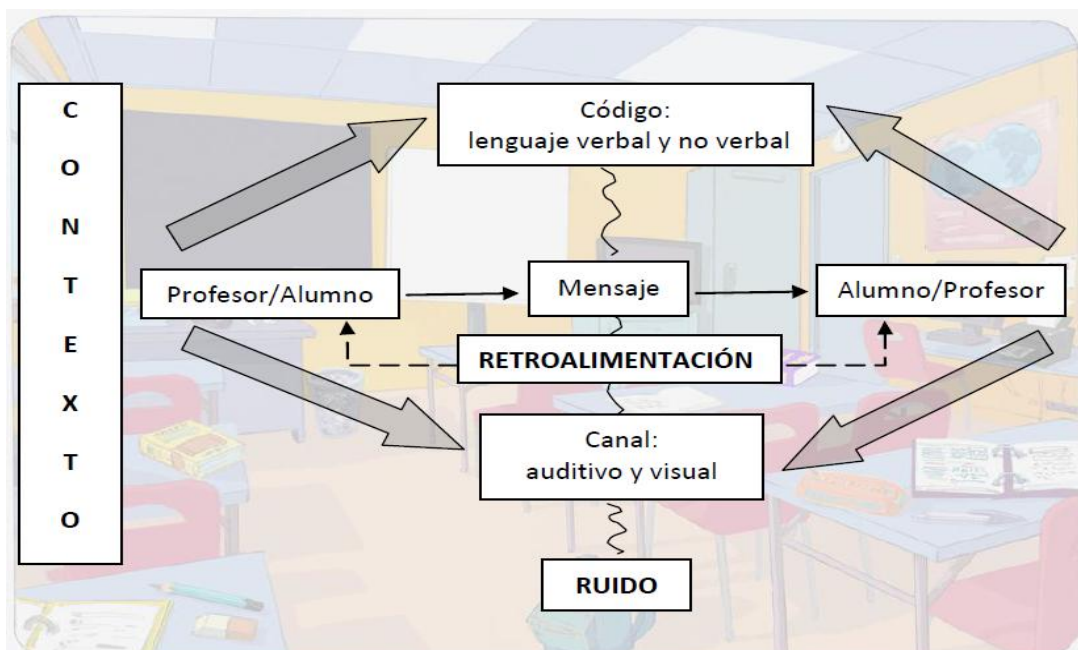 C
O
N
T
E
X
T
O
Código:
lenguaje verbal y no verbal
Profesor/Alumno
Mensaje
Alumno/Profesor
RETROALIMENTACIÓN
Canal:
auditivo y visual
RUIDO